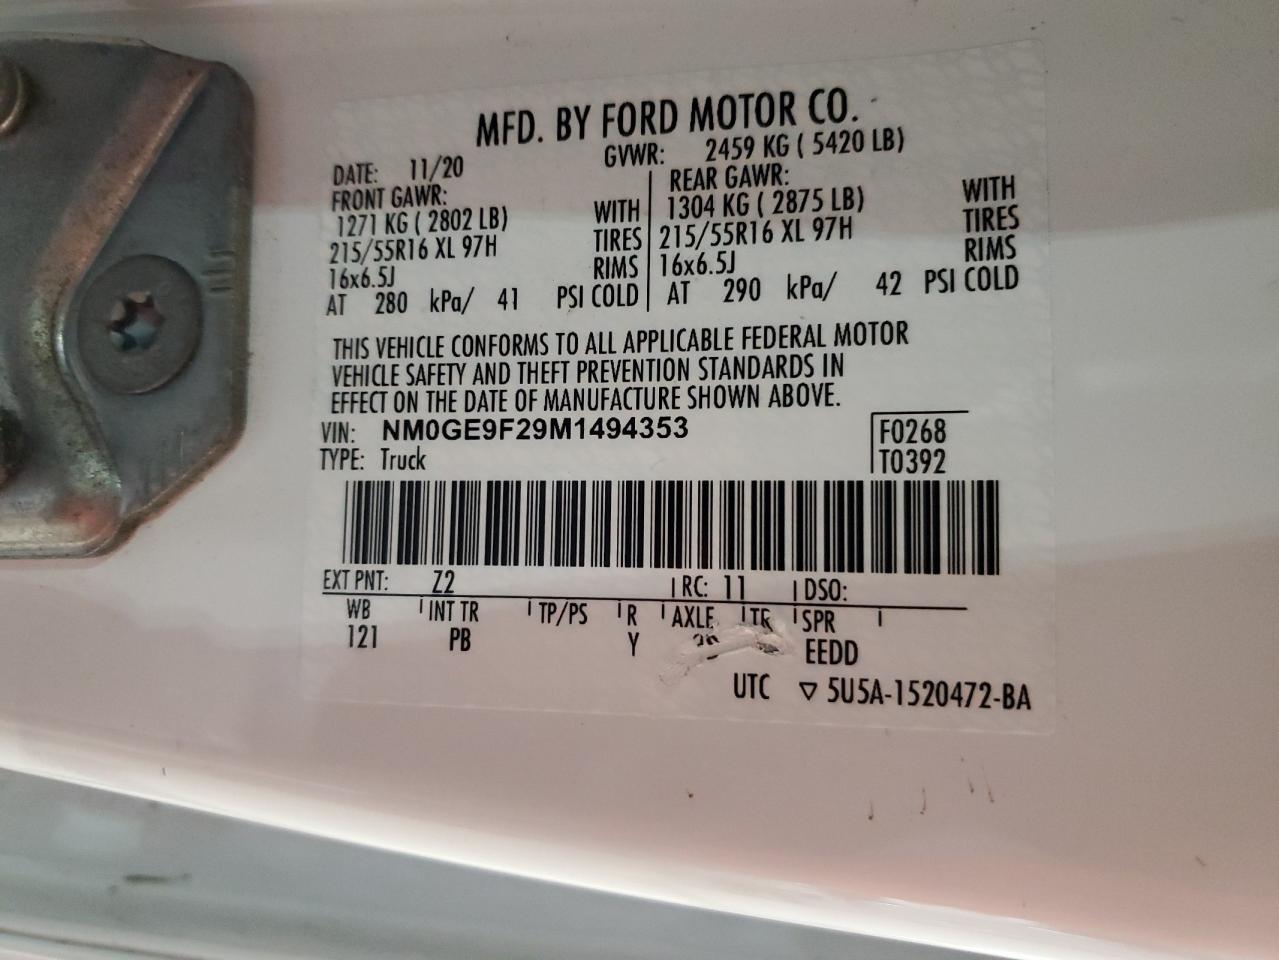 MFD. BY FORD MOTOR CO.
DATE: 11/20 GVWR: 2459 KG ( 5420 LB)
FRONT GAWR: REAR GAWR:
1271 KG ( 2802 LB) WITH 1304 KG ( 2875 LB) WITH
215/55R16 XL 97H TIRES 215/55R16 XL 97H TIRES
16x6.5J RIMS 16x6.5J RIMS
AT 280 kPa/ 41 PSI COLD AT 290 kPa/ 42 PSI COLD
THIS VEHICLE CONFORMS TO ALL APPLICABLE FEDERAL MOTOR
VEHICLE SAFETY AND THEFT PREVENTION STANDARDS IN
EFFECT ON THE DATE OF MANUFACTURE SHOWN ABOVE.
VIN: NM0GE9F29M1494353 F0268
TYPE: Truck T0392
EXT PNT: Z2 RC: 11 DSO:
WB INT TR TP/PS R AXLE TR SPR
121 PB Y EEDD
UTC ▽ 5U5A-1520472-BA